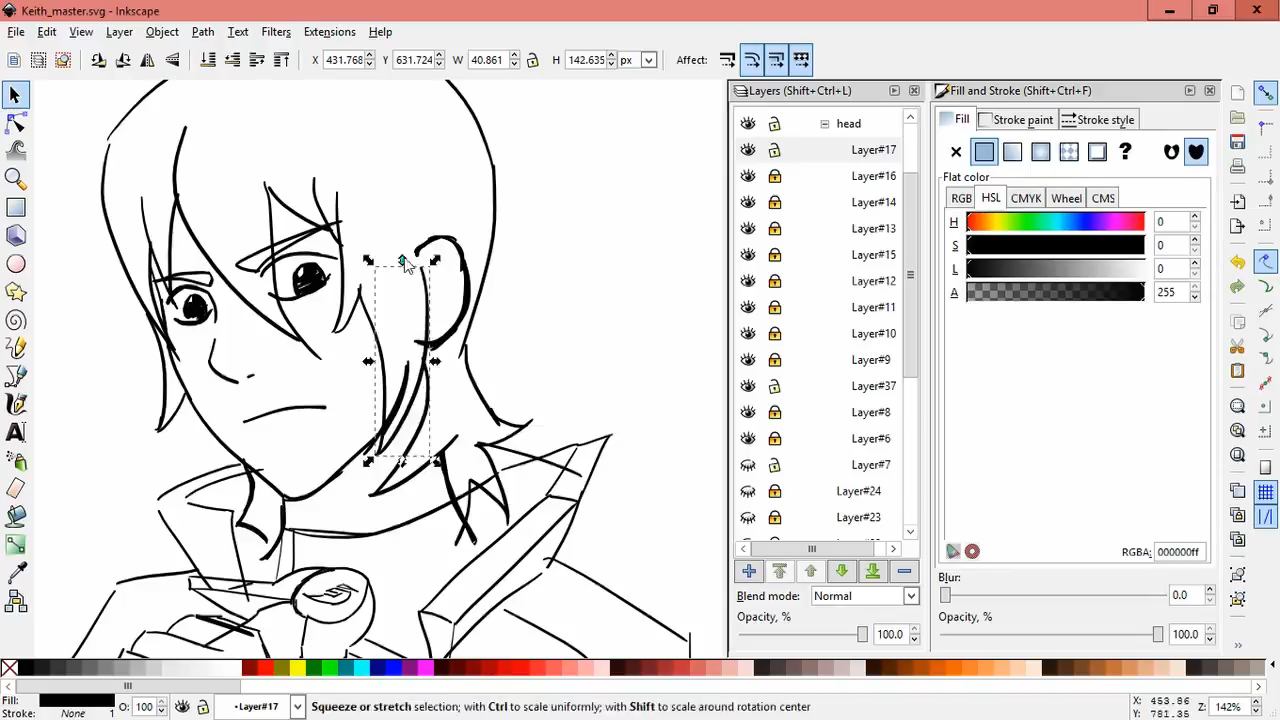 Keith_master.svg - Inkscape
File Edit View Layer Object Path Text Filters Extensions Help
X 431.768 Y 631.724 W 40.861 H 142.635 px Affect:
Layers (Shift+Ctrl+L)
Fill and Stroke (Shift+Ctrl+F)
head
Layer#17
Layer#16
Layer#14
Layer#13
Layer#15
Layer#12
Layer#11
Layer#10
Layer#9
Layer#37
Layer#8
Layer#6
Layer#7
Layer#24
Layer#23
Blend mode: Normal
Opacity, %
100.0
Fill Stroke paint Stroke style
?
Flat color
RGB HSL CMYK Wheel CMS
H 0
S 0
L 0
A 255
RGBA: 000000ff
Blur:
0.0
Opacity, %
100.0
Fill:
Stroke: None 1
O: 100
•Layer#17
Squeeze or stretch selection; with Ctrl to scale uniformly; with Shift to scale around rotation center
X: 453.86
Y: 781.35
Z: 142%